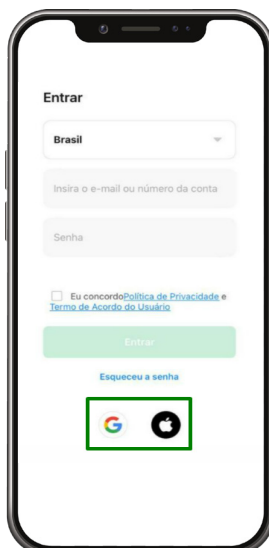 Entrar
Brasil
Insira o e-mail ou número da conta
Senha
Eu concordoPolítica de Privacidade e
Termo de Acordo do Usuário
Entrar
Esqueceu a senha